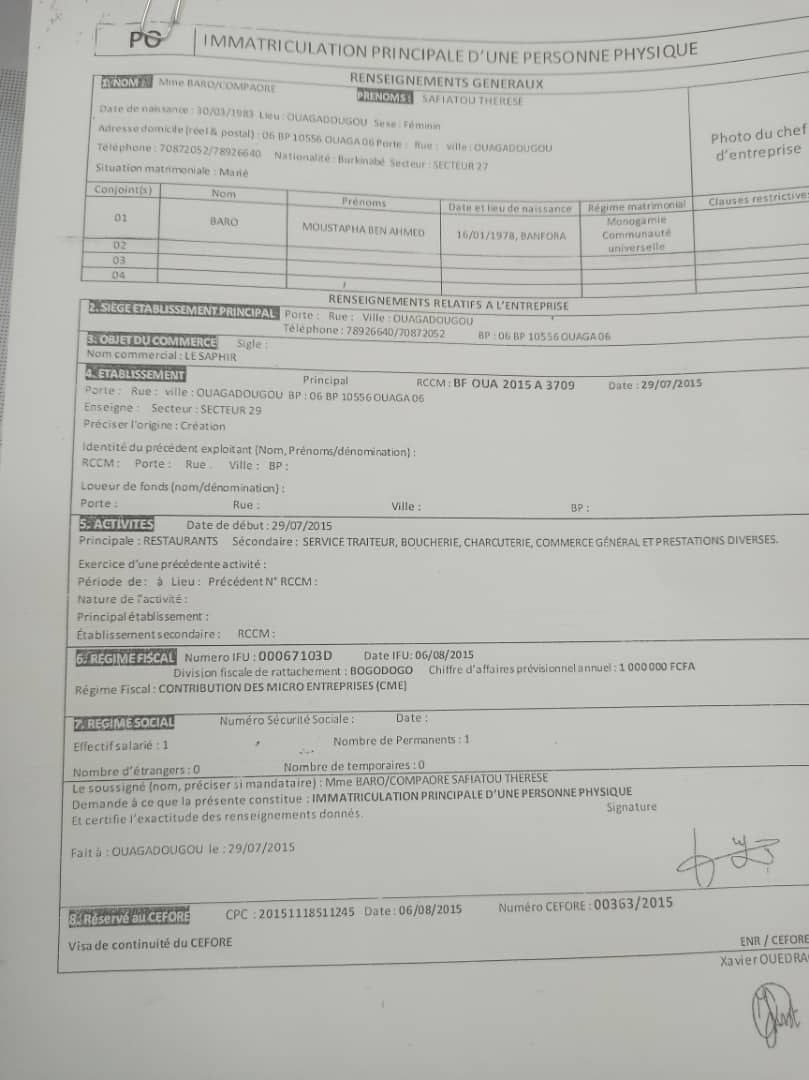 PO
IMMATRICULATION PRINCIPALE D'UNE PERSONNE PHYSIQUE
RENSEIGNEMENTS GENERAUX
1. NOM : Mme BARO/COMPAORE PRENOMS : SAFIATOU THERESE
Date de naissance : 30/03/1983 Lieu : OUAGADOUGOU Sexe : Féminin
Adresse domicile (réel & postal) : 06 BP 10556 OUAGA 06 Porte : Rue : ville : OUAGADOUGOU
Téléphone : 70872052/78926640 Nationalité : Burkinabé Secteur : SECTEUR 27
Situation matrimoniale : Marié
Photo du chef
d'entreprise
Conjoint(s) Nom Prénoms Date et lieu de naissance Régime matrimonial Clauses restrictives
01 BARO MOUSTAPHA BEN AHMED 16/01/1978, BANFORA Monogamie
Communauté
universelle
02
03
04
RENSEIGNEMENTS RELATIFS A L'ENTREPRISE
2. SIÈGE ÉTABLISSEMENT PRINCIPAL Porte : Rue : Ville : OUAGADOUGOU
Téléphone : 78926640/70872052 BP : 06 BP 10556 OUAGA 06
3. OBJET DU COMMERCE Sigle :
Nom commercial : LE SAPHIR
4. ÉTABLISSEMENT Principal RCCM : BF OUA 2015 A 3709 Date : 29/07/2015
Porte : Rue : ville : OUAGADOUGOU BP : 06 BP 10556 OUAGA 06
Enseigne : Secteur : SECTEUR 29
Préciser l'origine : Création
Identité du précédent exploitant (Nom, Prénoms/dénomination) :
RCCM : Porte : Rue . Ville : BP :
Loueur de fonds (nom/dénomination) :
Porte : Rue : Ville : BP :
5. ACTIVITES Date de début : 29/07/2015
Principale : RESTAURANTS Sécondaire : SERVICE TRAITEUR, BOUCHERIE, CHARCUTERIE, COMMERCE GÉNÉRAL ET PRESTATIONS DIVERSES.
Exercice d'une précédente activité :
Période de : à Lieu : Précédent N° RCCM :
Nature de l'activité :
Principal établissement :
Établissement secondaire : RCCM :
6. RÉGIME FISCAL Numero IFU : 00067103D Date IFU: 06/08/2015
Division fiscale de rattachement : BOGODOGO Chiffre d'affaires prévisionnel annuel : 1 000 000 FCFA
Régime Fiscal : CONTRIBUTION DES MICRO ENTREPRISES (CME)
7. REGIME SOCIAL Numéro Sécurité Sociale : Date :
Effectif salarié : 1 Nombre de Permanents : 1
Nombre d'étrangers : 0 Nombre de temporaires : 0
Le soussigné (nom, préciser si mandataire) : Mme BARO/COMPAORE SAFIATOU THERESE
Demande à ce que la présente constitue : IMMATRICULATION PRINCIPALE D'UNE PERSONNE PHYSIQUE
Et certifie l'exactitude des renseignements donnés.
Signature
Fait à : OUAGADOUGOU le : 29/07/2015
8. Réservé au CEFORE CPC : 20151118511245 Date : 06/08/2015 Numéro CEFORE : 00363/2015
Visa de continuité du CEFORE
ENR / CEFORE
Xavier